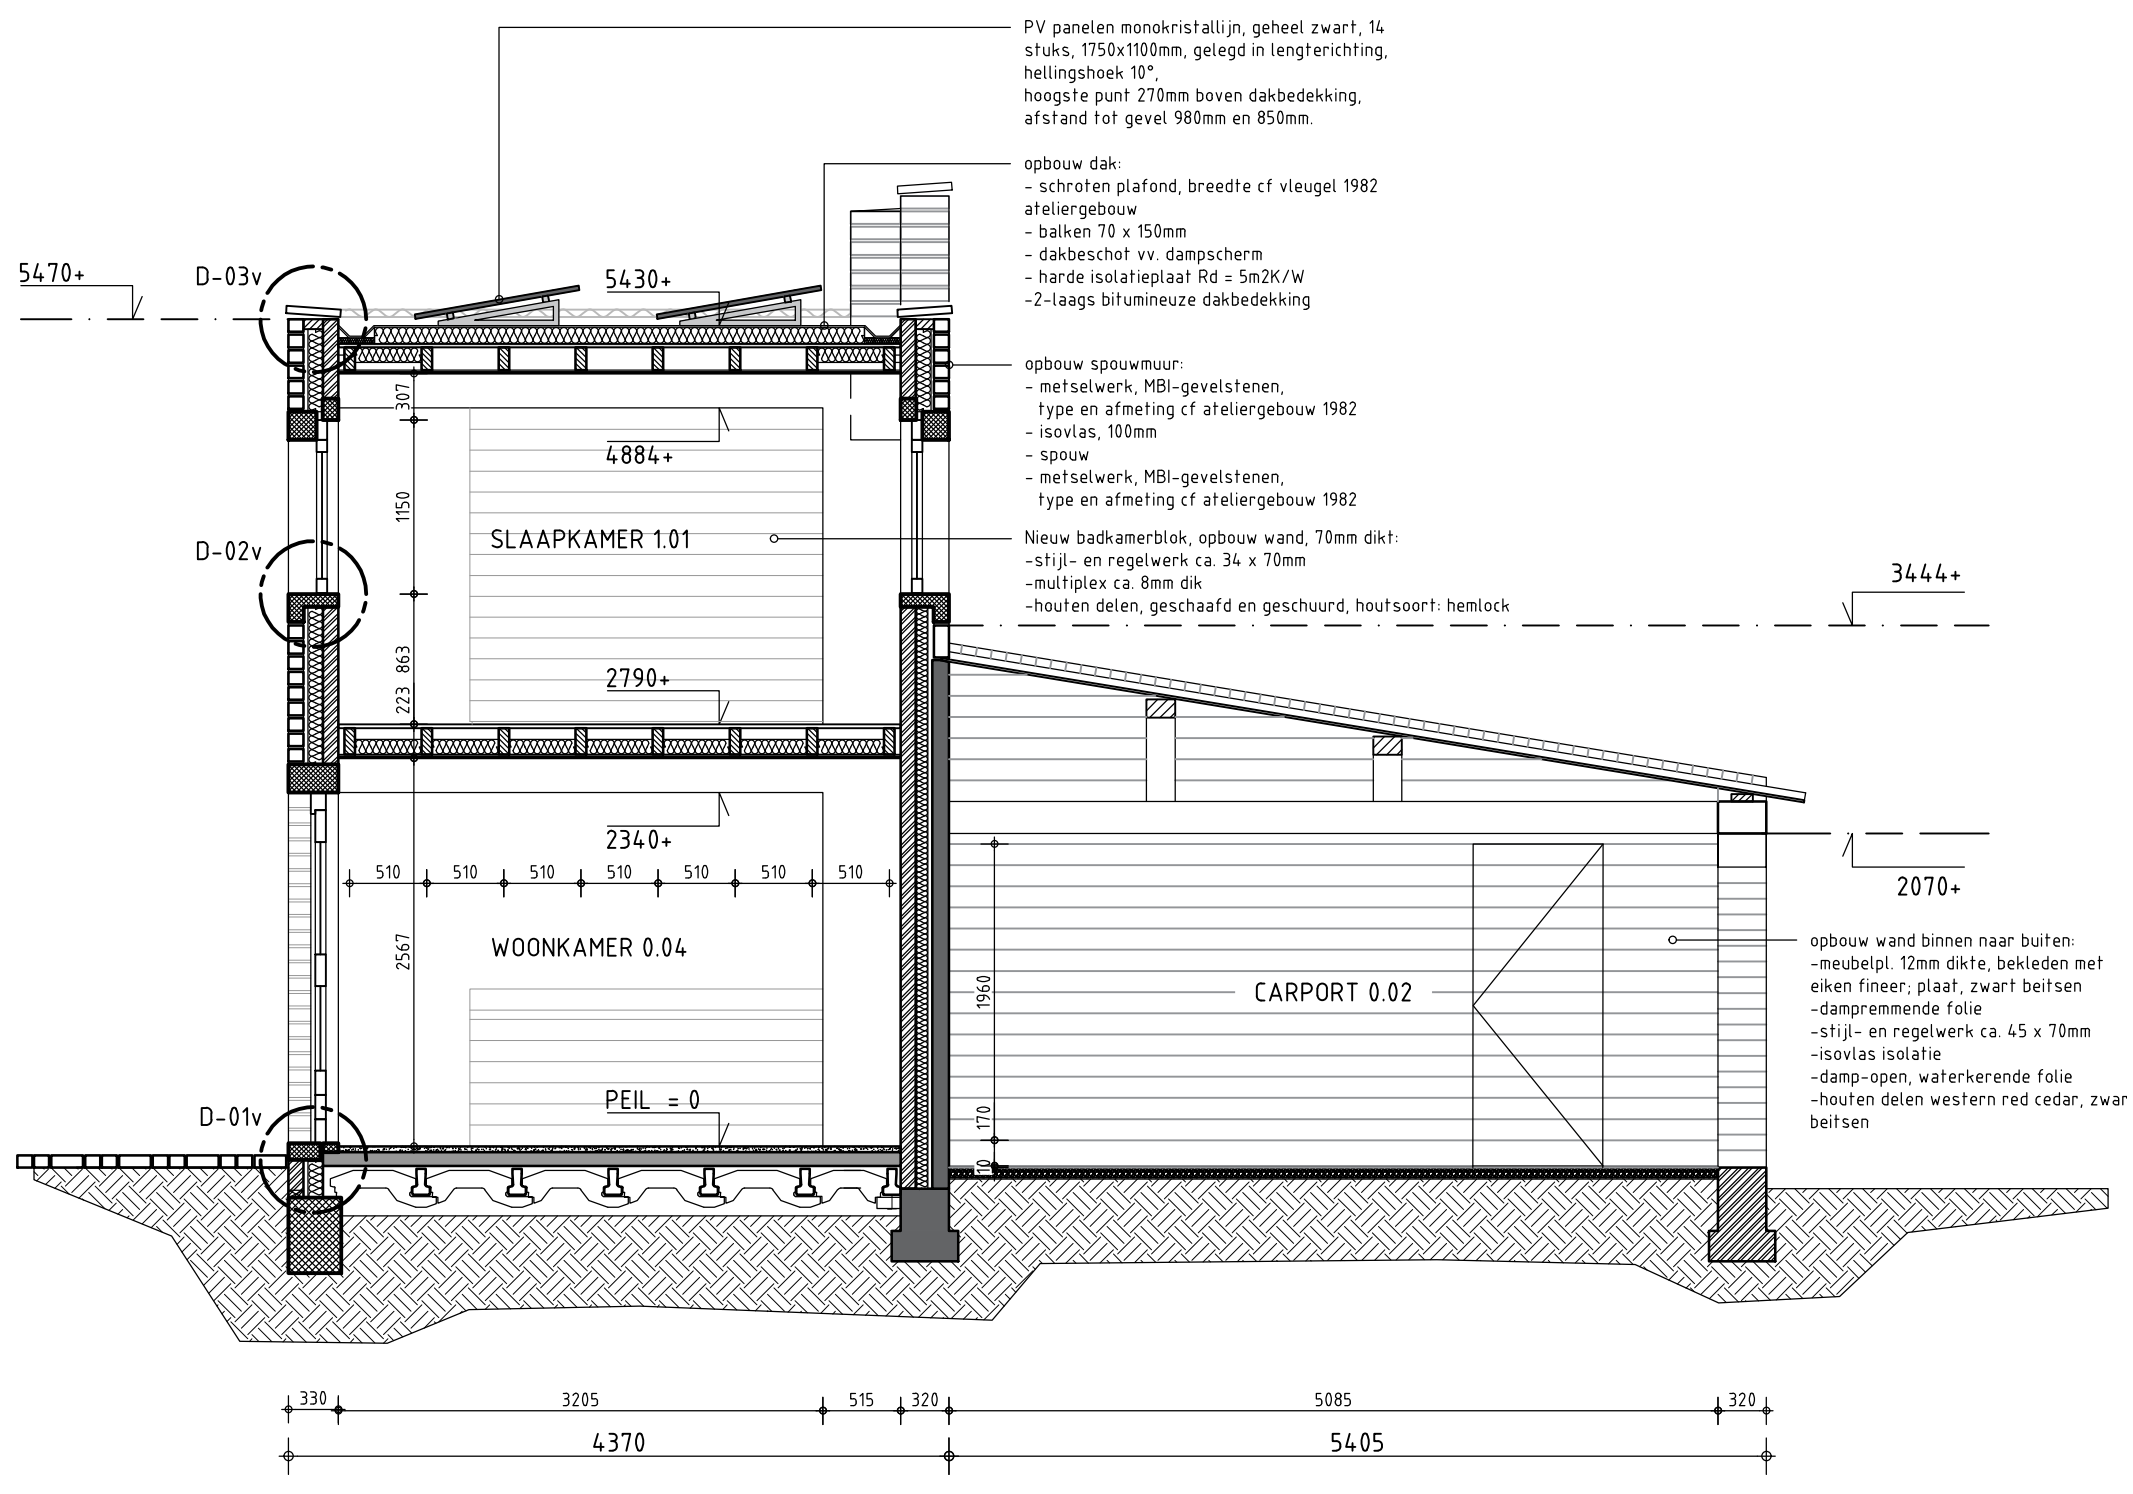 PV panelen monokristallijn, geheel zwart, 14
stuks, 1750x1100mm, gelegd in lengterichting,
hellingshoek 10°,
hoogste punt 270mm boven dakbedekking,
afstand tot gevel 980mm en 850mm.
opbouw dak:
- schroten plafond, breedte cf vleugel 1982
ateliergebouw
- balken 70 x 150mm
- dakbeschot vv. dampscherm
- harde isolatieplaat Rd = 5m2K/W
-2-laags bitumineuze dakbedekking
5470+
D-03v
5430+
opbouw spouwmuur:
- metselwerk, MBI-gevelstenen,
type en afmeting cf ateliergebouw 1982
- isovlas, 100mm
- spouw
- metselwerk, MBI-gevelstenen,
type en afmeting cf ateliergebouw 1982
307
4884+
1150
SLAAPKAMER 1.01
Nieuw badkamerblok, opbouw wand, 70mm dikt:
-stijl- en regelwerk ca. 34 x 70mm
-multiplex ca. 8mm dik
-houten delen, geschaafd en geschuurd, houtsoort: hemlock
D-02v
3444+
863
2790+
223
2340+
510 510 510 510 510 510 510
2070+
2567
WOONKAMER 0.04
CARPORT 0.02
1960
opbouw wand binnen naar buiten:
-meubelpl. 12mm dikte, bekleden met
eiken fineer; plaat, zwart beitsen
-dampremmende folie
-stijl- en regelwerk ca. 45 x 70mm
-isovlas isolatie
-damp-open, waterkerende folie
-houten delen western red cedar, zwar
beitsen
D-01v
PEIL = 0
170
10
330 3205 515 320 5085 320
4370 5405